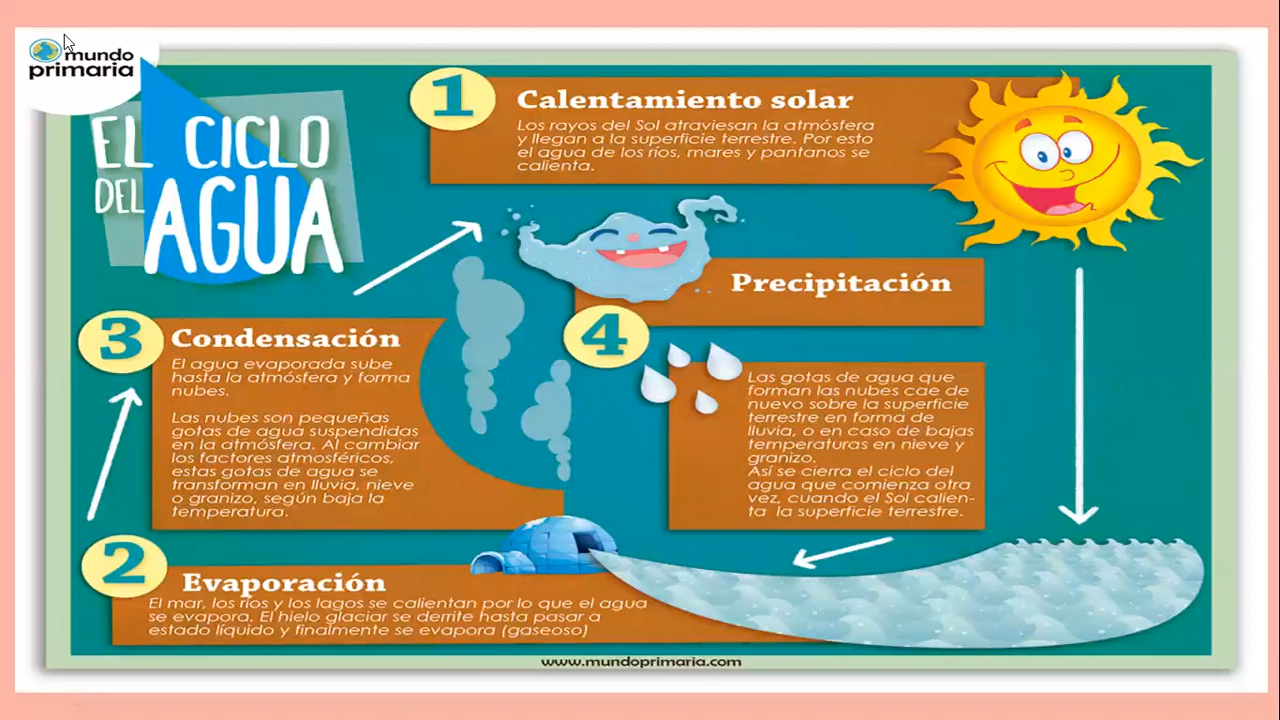 mundo
primaria
EL CICLO
DEL
AGUA
1
Calentamiento solar
Los rayos del Sol atraviesan la atmósfera
y llegan a la superficie terrestre. Por esto
el agua de los ríos, mares y pantanos se
calienta.
2
Evaporación
El mar, los ríos y los lagos se calientan por lo que el agua
se evapora. El hielo glaciar se derrite hasta pasar a
estado líquido y finalmente se evapora (gaseoso)
3
Condensación
El agua evaporada sube
hasta la atmósfera y forma
nubes.
Las nubes son pequeñas
gotas de agua suspendidas
en la atmósfera. Al cambiar
los factores atmosféricos,
estas gotas de agua se
transforman en lluvia, nieve
o granizo, según baja la
temperatura.
4
Precipitación
Las gotas de agua que
forman las nubes cae de
nuevo sobre la superficie
terrestre en forma de
lluvia, o en caso de bajas
temperaturas en nieve y
granizo.
Así se cierra el ciclo del
agua que comienza otra
vez, cuando el Sol calien-
ta la superficie terrestre.
www.mundoprimaria.com